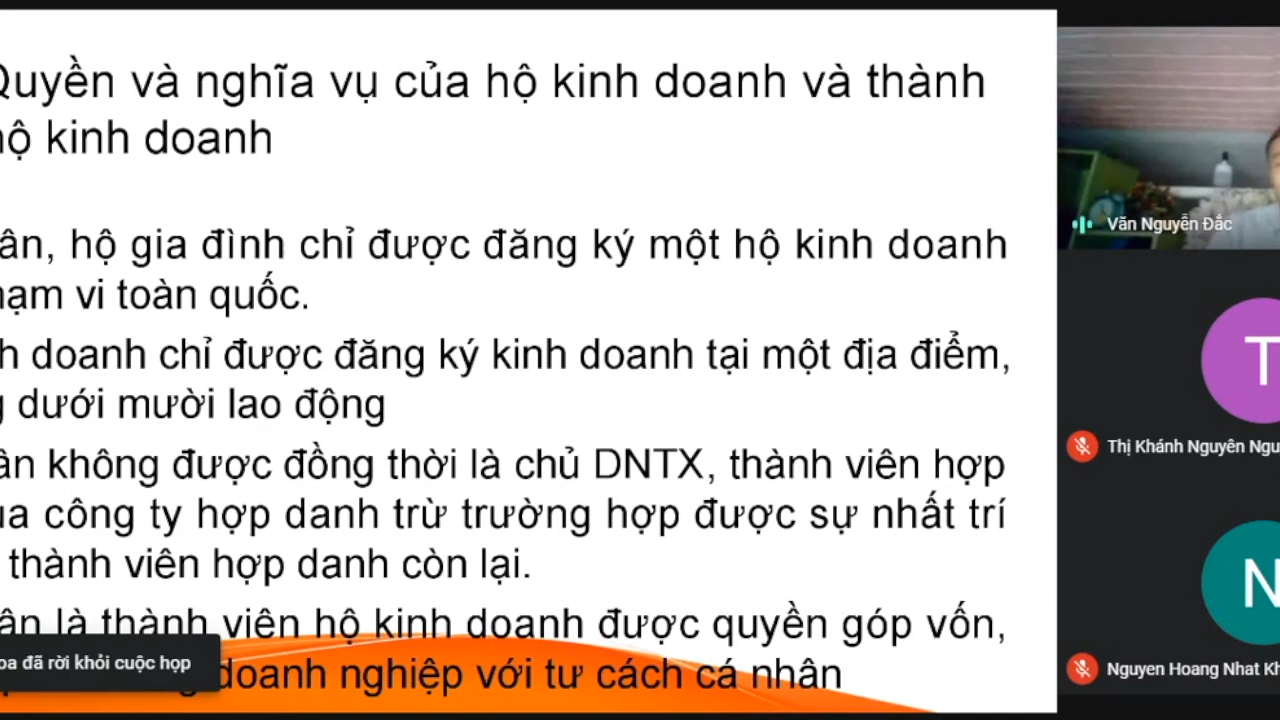 Quyền và nghĩa vụ của hộ kinh doanh và thành
hộ kinh doanh
ân, hộ gia đình chỉ được đăng ký một hộ kinh doanh
hạm vi toàn quốc.
h doanh chỉ được đăng ký kinh doanh tại một địa điểm,
g dưới mười lao động
ân không được đồng thời là chủ DNTX, thành viên hợp
ủa công ty hợp danh trừ trường hợp được sự nhất trí
thành viên hợp danh còn lại.
ân là thành viên hộ kinh doanh được quyền góp vốn,
doanh nghiệp với tư cách cá nhân
oa đã rời khỏi cuộc họp
Văn Nguyễn Đắc
T
Thị Khánh Nguyên Ngu
N
Nguyen Hoang Nhat Kh